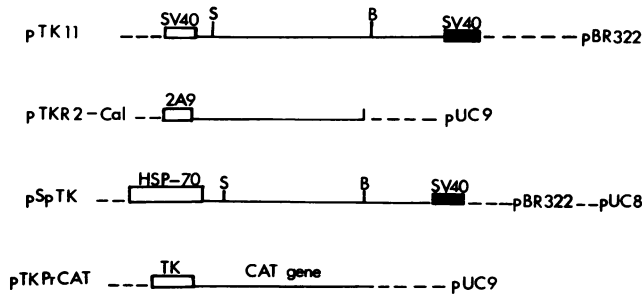 SV40 S B SV40
pTK11 pBR322
2A9
pTKR2-Cal pUC9
HSP-70 S B SV40
pSpTK pBR322 pUC8
TK CAT gene
pTKPrCAT pUC9